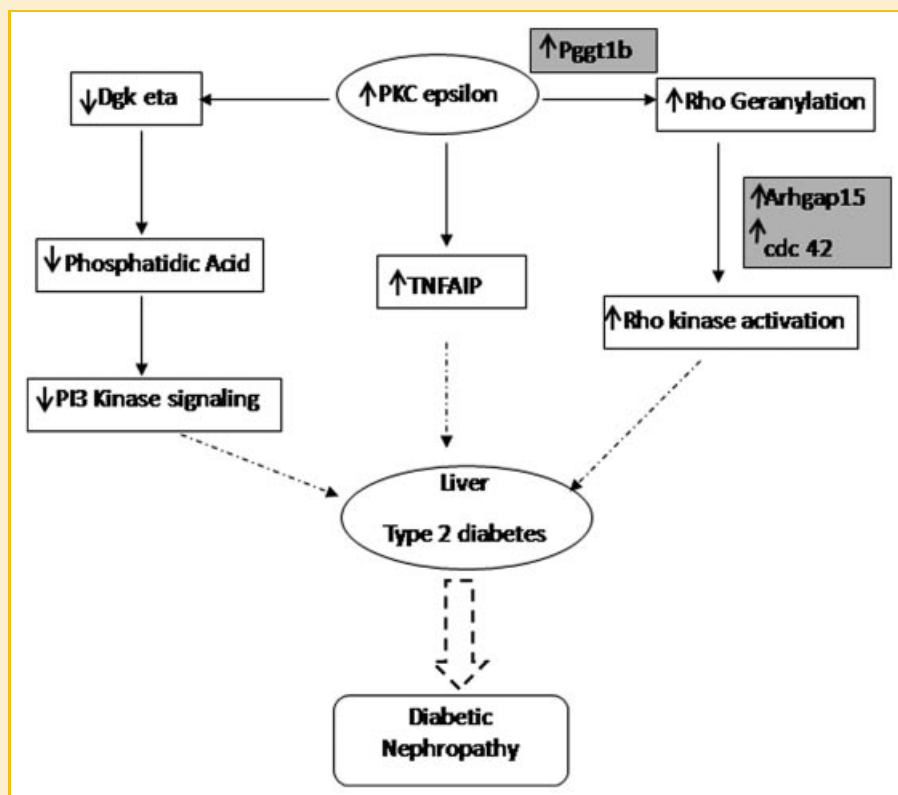 ↑Pggt1b
↓Dgk eta
↑PKC epsilon
↑Rho Geranylation
↑Arhgap15
↑cdc 42
↓Phosphatidic Acid
↑TNFAIP
↑Rho kinase activation
↓PI3 Kinase signaling
Liver
Type 2 diabetes
Diabetic
Nephropathy